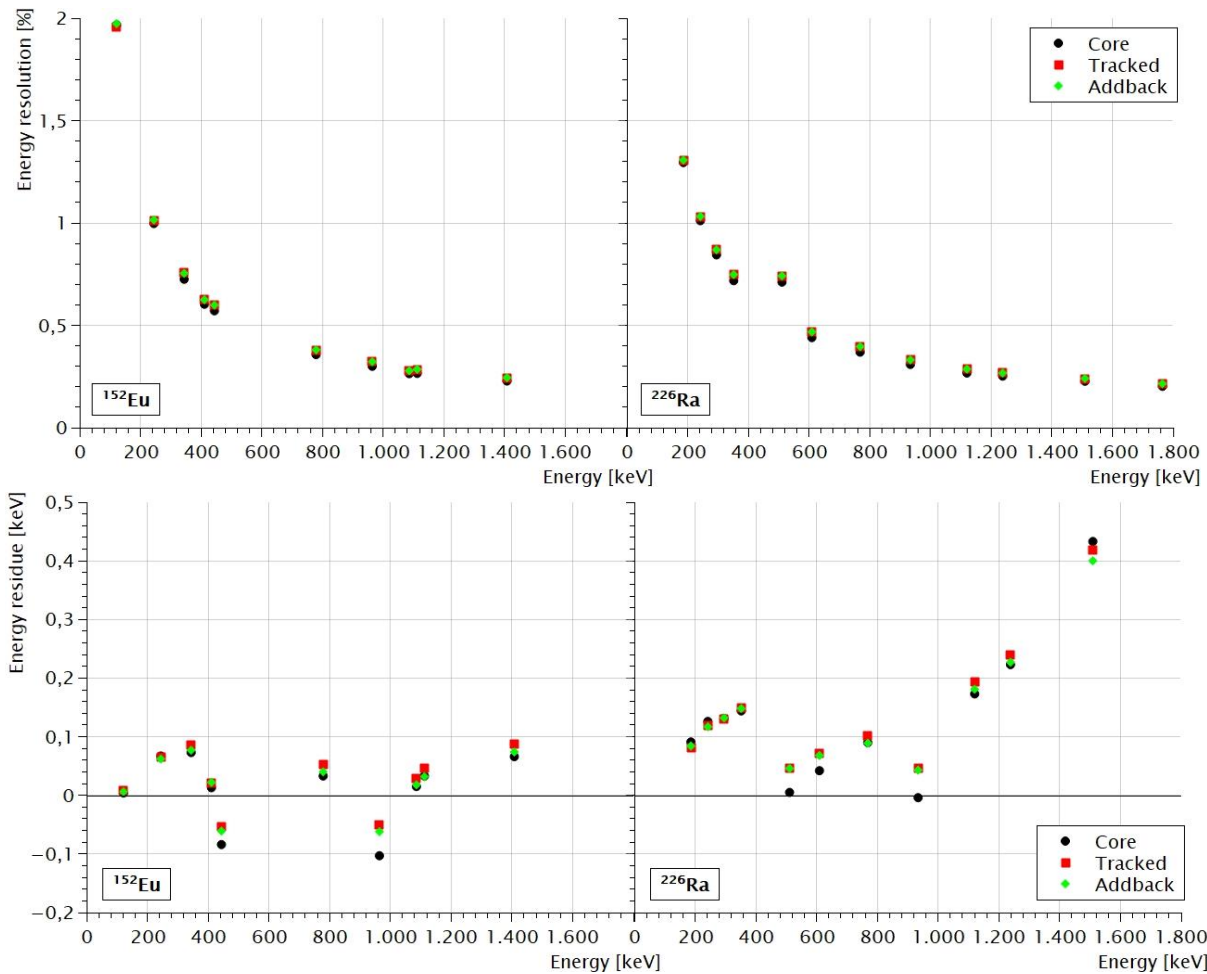 Energy resolution [%]
2
1,5
1
0,5
0
Core
Tracked
Addback
¹⁵²Eu
²²⁶Ra
0 200 400 600 800 1.000 1.200 1.400 1.600
0 200 400 600 800 1.000 1.200 1.400 1.600 1.800
Energy [keV]
Energy [keV]
Energy residue [keV]
0,5
0,4
0,3
0,2
0,1
0
−0,1
−0,2
¹⁵²Eu
²²⁶Ra
Core
Tracked
Addback
0 200 400 600 800 1.000 1.200 1.400 1.600
0 200 400 600 800 1.000 1.200 1.400 1.600 1.800
Energy [keV]
Energy [keV]